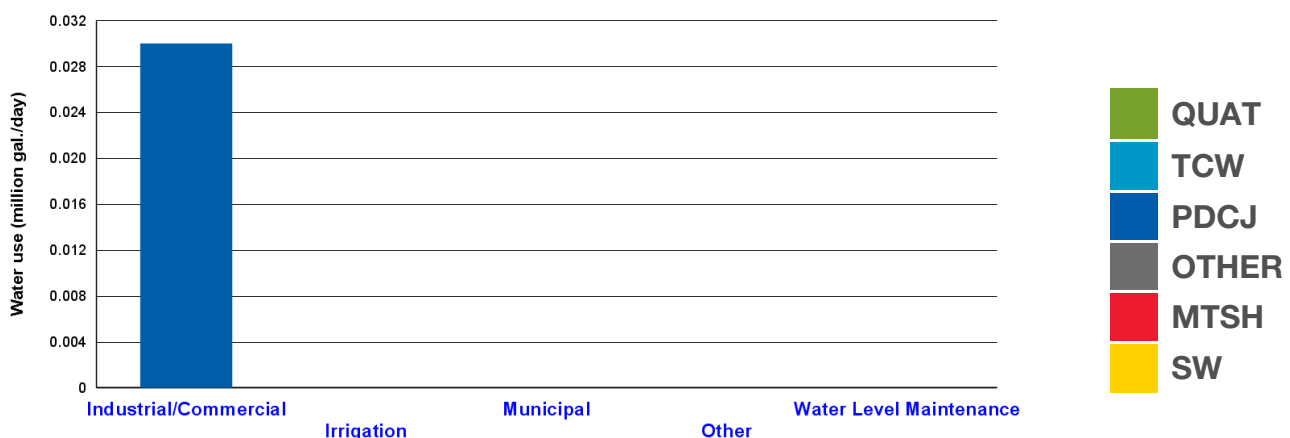 Water use (million gal./day)
0.032
0.028
0.024
0.020
0.016
0.012
0.008
0.004
0
Industrial/Commercial
Irrigation
Municipal
Other
Water Level Maintenance
QUAT
TCW
PDCJ
OTHER
MTSH
SW